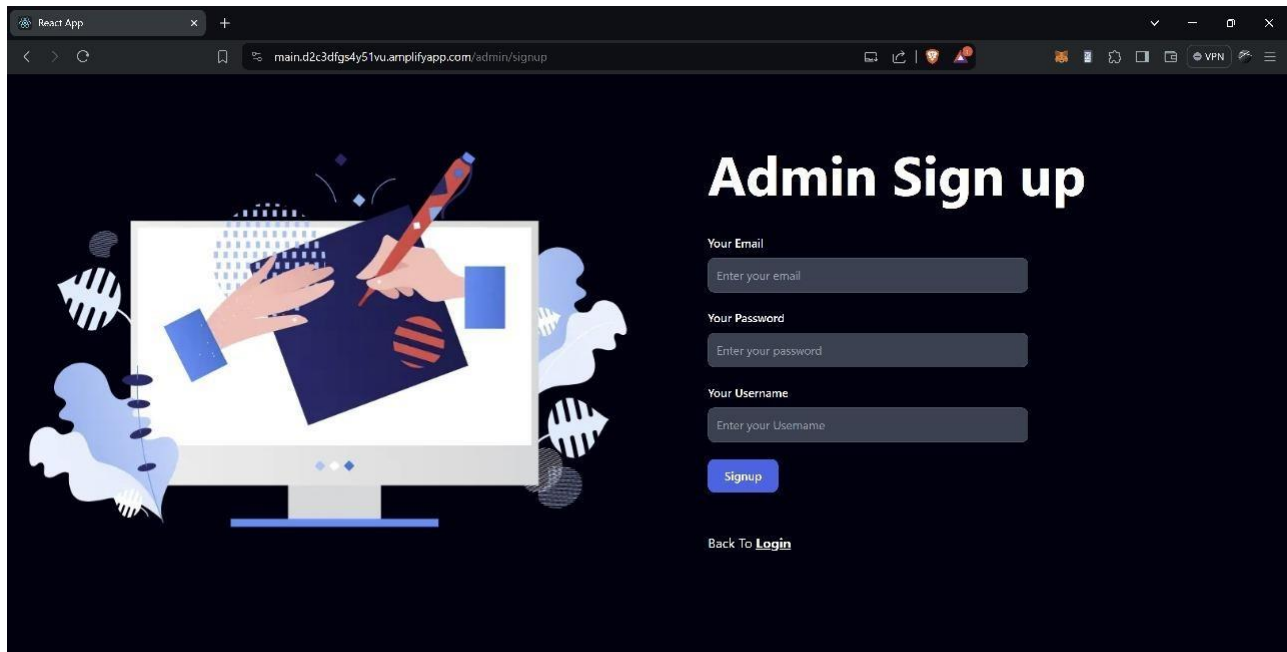 React App
main.d2c3dfgs4y51vu.amplifyapp.com/admin/signup
VPN
Admin Sign up
Your Email
Enter your email
Your Password
Enter your password
Your Username
Enter your Username
Signup
Back To Login